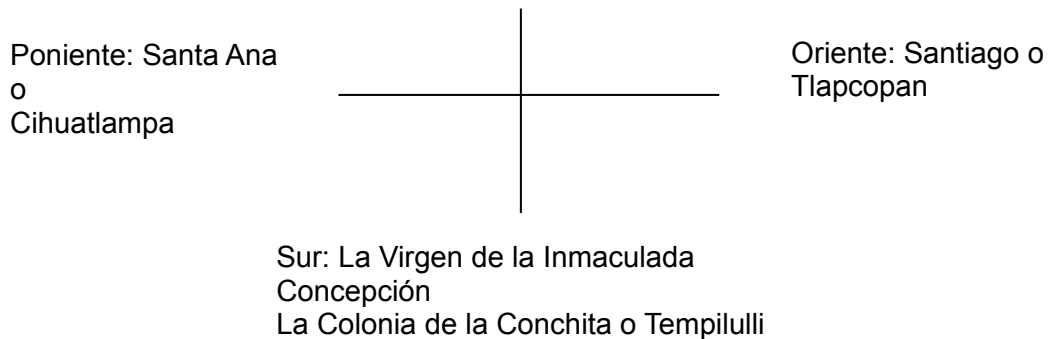 Poniente: Santa Ana
o
Cihuatlampa
Oriente: Santiago o
Tlapcopan
Sur: La Virgen de la Inmaculada
Concepción
La Colonia de la Conchita o Tempilulli